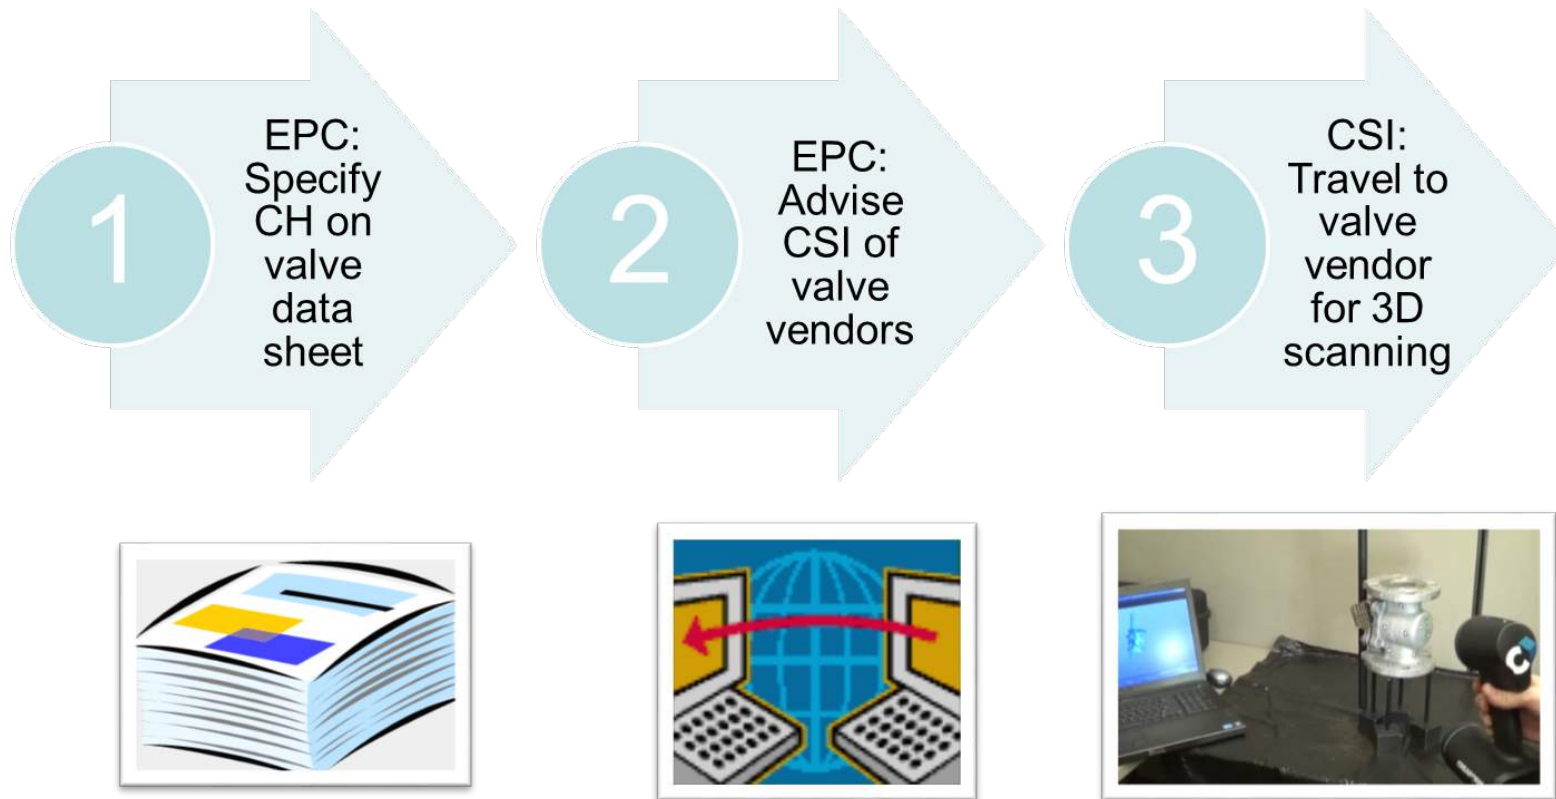 1
EPC:
Specify
CH on
valve
data
sheet
2
EPC:
Advise
CSI of
valve
vendors
3
CSI:
Travel to
valve
vendor
for 3D
scanning